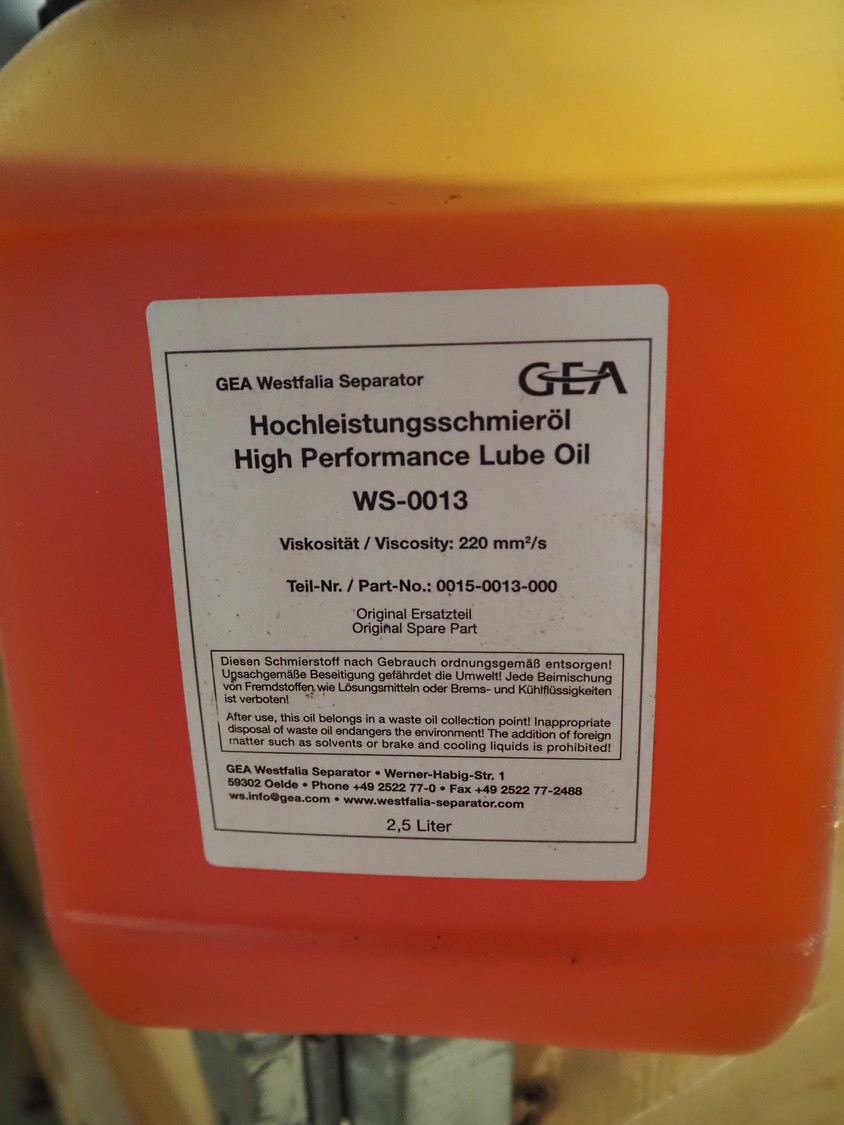 GEA Westfalia Separator
GEA
Hochleistungsschmieröl
High Performance Lube Oil
WS-0013
Viskosität / Viscosity: 220 mm²/s
Teil-Nr. / Part-No.: 0015-0013-000
Original Ersatzteil
Original Spare Part
Diesen Schmierstoff nach Gebrauch ordnungsgemäß entsorgen!
Unsachgemäße Beseitigung gefährdet die Umwelt! Jede Beimischung
von Fremdstoffen wie Lösungsmitteln oder Brems- und Kühlflüssigkeiten
ist verboten!
After use, this oil belongs in a waste oil collection point! Inappropriate
disposal of waste oil endangers the environment! The addition of foreign
matter such as solvents or brake and cooling liquids is prohibited!
GEA Westfalia Separator • Werner-Habig-Str. 1
59302 Oelde • Phone +49 2522 77-0 • Fax +49 2522 77-2488
ws.info@gea.com • www.westfalia-separator.com
2,5 Liter